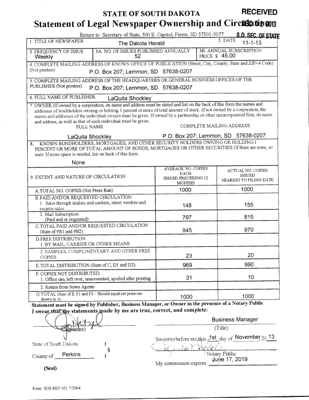 STATE OF SOUTH DAKOTA
RECEIVED
Statement of Legal Newspaper Ownership and Circulation
Return to: Secretary of State, 500 E. Capitol, Pierre, SD 57501-5077
S.D. SEC. OF STATE
1. TITLE OF NEWSPAPER
The Dakota Herald
2. DATE
11-1-13
3. FREQUENCY OF ISSUE
Weekly
3A. NO. OF ISSUES PUBLISHED ANNUALLY
52
3B. ANNUAL SUBSCRIPTION
PRICE $ 45.00
4. COMPLETE MAILING ADDRESS OF KNOWN OFFICE OF PUBLICATION (Street, City, County, State and ZIP+4 Code)
(Not printers)
P.O. Box 207; Lemmon, SD 57638-0207
5. COMPLETE MAILING ADDRESS OF THE HEADQUARTERS OR GENERAL BUSINESS OFFICES OF THE
PUBLISHER (Not printer)
P.O. Box 207; Lemmon, SD 57638-0207
6. FULL NAME OF PUBLISHER:
LaQuita Shockley
7. OWNER (If owned by a corporation, its name and address must be stated and list on the back of this form the names and
addresses of stockholders owning or holding 1 percent or more of total amount of stock. If not owned by a corporation, the
names and addresses of the individual owners must be given. If owned by a partnership or other unincorporated firm, its name
and address, as well as that of each individual must be given).
FULL NAME
COMPLETE MAILING ADDRESS
LaQuita Shockley
P.O. Box 207; Lemmon, SD 57638-0207
8. KNOWN BONDHOLDERS, MORTGAGES, AND OTHER SECURITY HOLDERS OWNING OR HOLDING 1
PERCENT OR MORE OF TOTAL AMOUNT OF BONDS, MORTGAGES OR OTHER SECURITIES (If there are none, so
state. If more space is needed, list on back of this form.
None
9. EXTENT AND NATURE OF CIRCULATION
AVERAGE NO. COPIES
EACH
ISSUED PRECEDING 12
MONTHS
ACTUAL NO. COPIES
ISSUED
NEAREST TO FILING DATE
A. TOTAL NO. COPIES (Net Press Run)
1000
1000
B. PAID AND/OR REQUESTED CIRCULATION
1. Sales through dealers and carriers, street vendors and
counter sales
148
155
2. Mail Subscription
(Paid and or requested)
797
815
C. TOTAL PAID AND/OR REQUESTED CIRCULATION
(Sum of 9B1 and 9B2)
945
970
D. FREE DISTRIBUTION
1. BY MAIL, CARRIER OR OTHER MEANS
2. SAMPLES, COMPLIMENTARY AND OTHER FREE
COPIES
23
20
E. TOTAL DISTRIBUTION (Sum of C, D1 and D2)
969
990
F. COPIES NOT DISTRIBUTED
1. Office use, left over, unaccounted, spoiled after printing
31
10
2. Return from News Agents
G. TOTAL (Sum of E, F1 and F2 - Should equal net press run
shown in A)
1000
1000
Statement must be signed by Publisher, Business Manager, or Owner in the presence of a Notary Public
I swear that the statements made by me are true, correct, and complete:
Business Manager
(Signature)
(Title)
State of South Dakota )
§
County of Perkins )
Sworn to before me this 1st day of November, 20 13
Notary Public
My commission expires: June 17, 2019
(Seal)